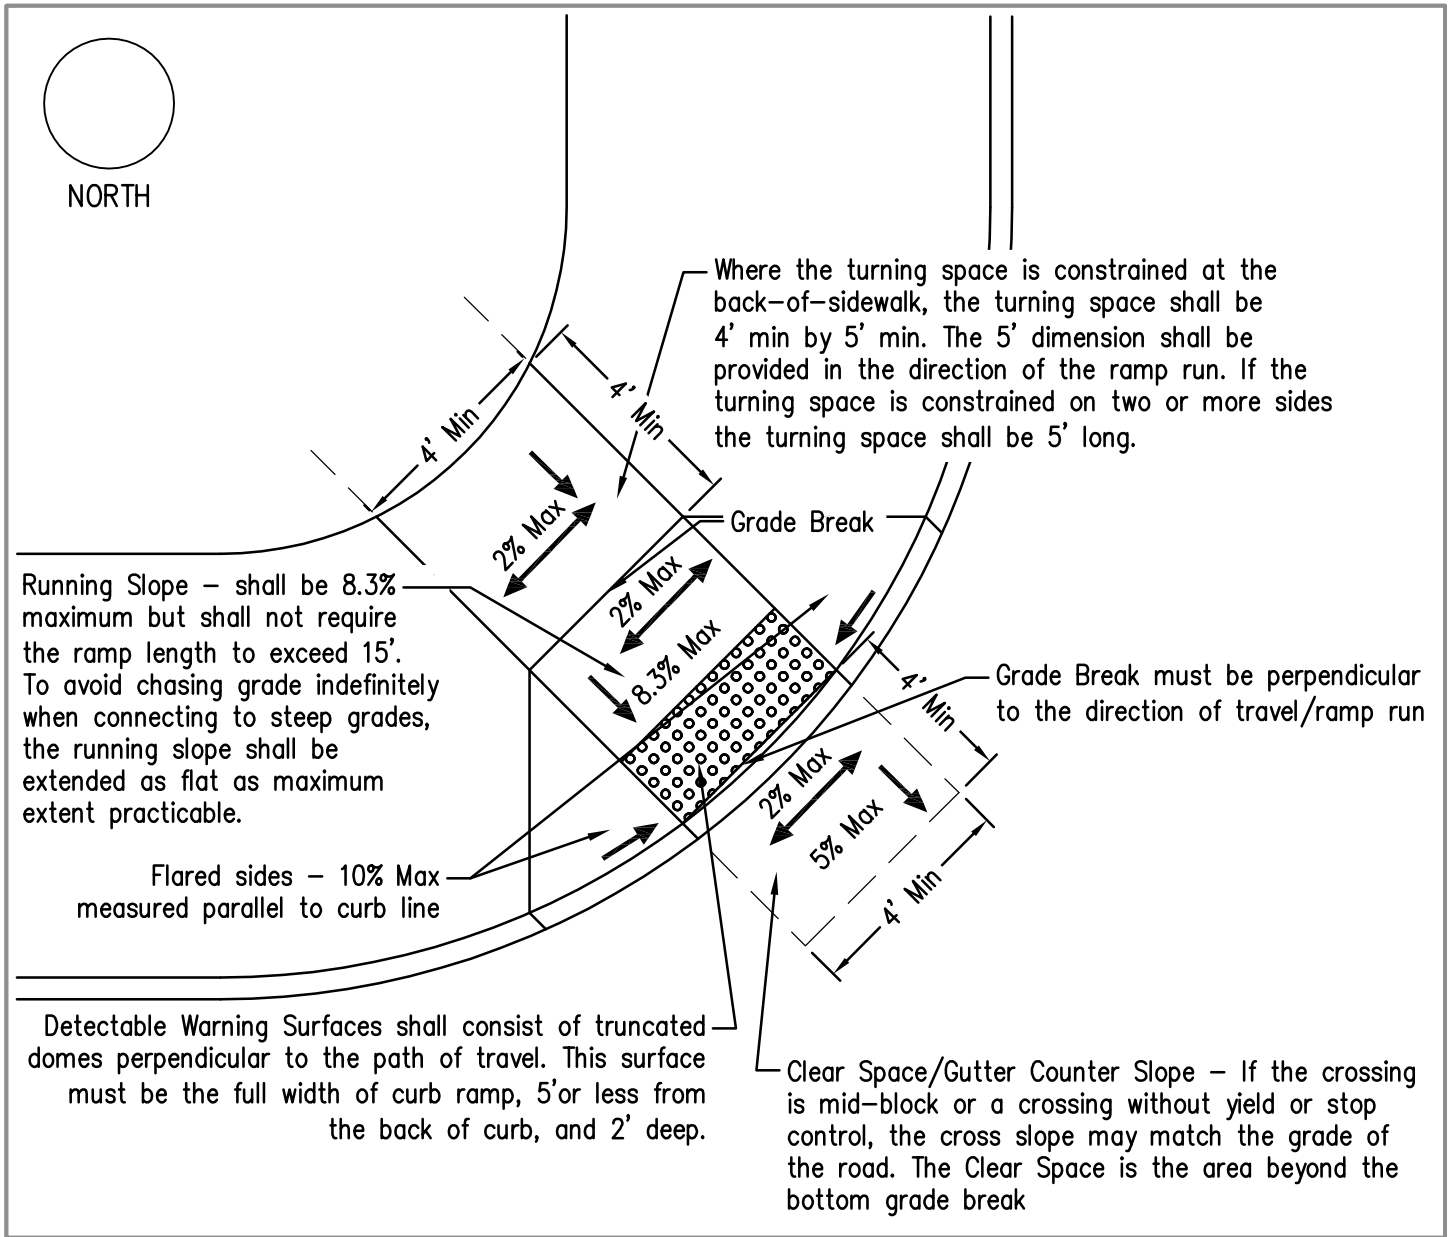 NORTH
Where the turning space is constrained at the
back-of-sidewalk, the turning space shall be
4' min by 5' min. The 5' dimension shall be
provided in the direction of the ramp run. If the
turning space is constrained on two or more sides
the turning space shall be 5' long.
4' Min
4' Min
2% Max
Grade Break
Running Slope - shall be 8.3%
maximum but shall not require
the ramp length to exceed 15'.
To avoid chasing grade indefinitely
when connecting to steep grades,
the running slope shall be
extended as flat as maximum
extent practicable.
2% Max
8.3% Max
Grade Break must be perpendicular
to the direction of travel/ramp run
4' Min
2% Max
5% Max
4' Min
Flared sides - 10% Max
measured parallel to curb line
Detectable Warning Surfaces shall consist of truncated
domes perpendicular to the path of travel. This surface
must be the full width of curb ramp, 5'or less from
the back of curb, and 2' deep.
Clear Space/Gutter Counter Slope - If the crossing
is mid-block or a crossing without yield or stop
control, the cross slope may match the grade of
the road. The Clear Space is the area beyond the
bottom grade break